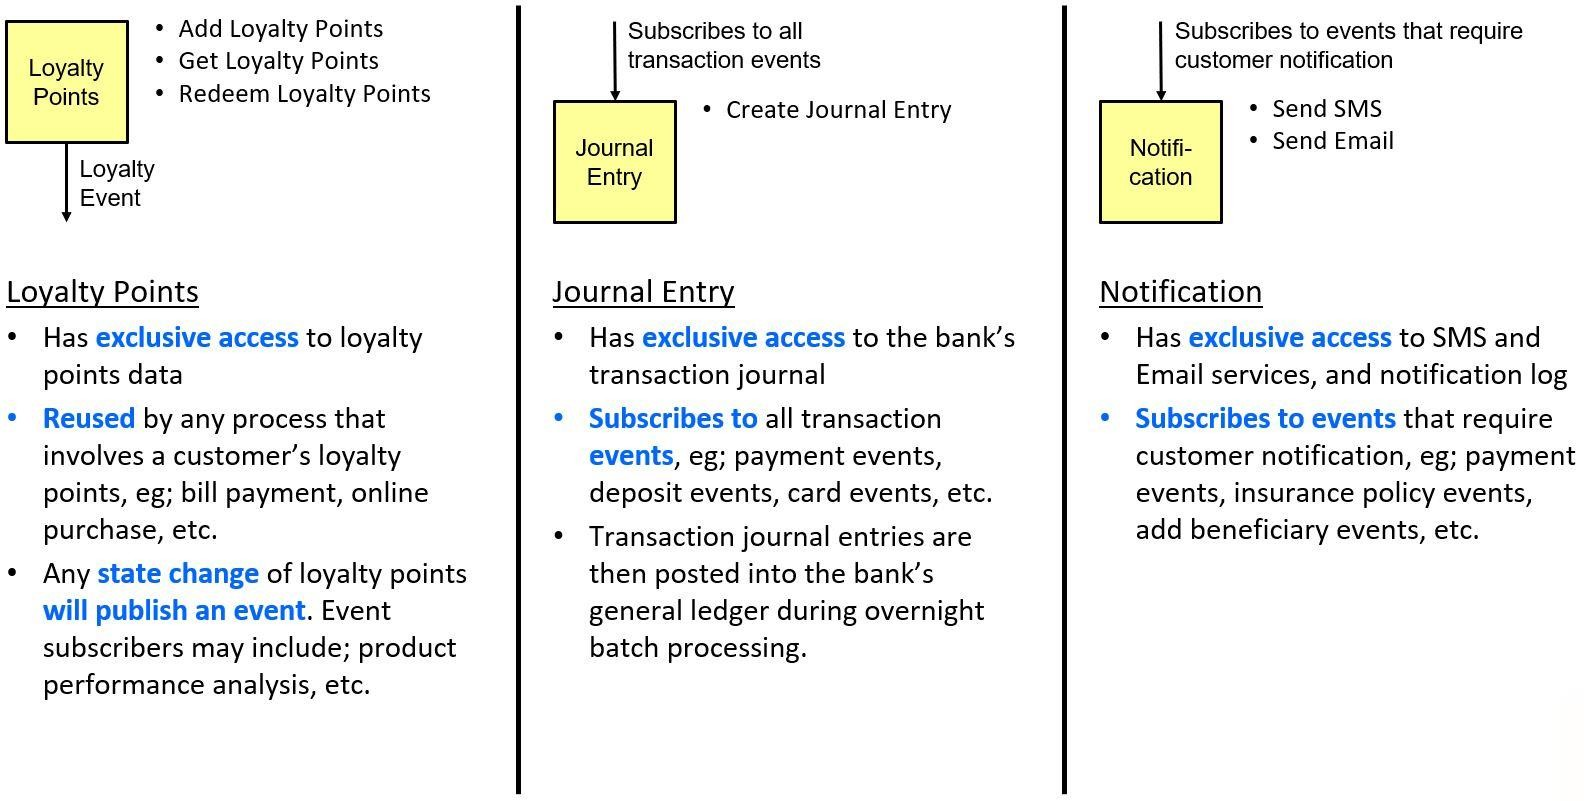 Loyalty
Points
• Add Loyalty Points
• Get Loyalty Points
• Redeem Loyalty Points
Loyalty
Event
Loyalty Points
• Has exclusive access to loyalty
points data
• Reused by any process that
involves a customer’s loyalty
points, eg; bill payment, online
purchase, etc.
• Any state change of loyalty points
will publish an event. Event
subscribers may include; product
performance analysis, etc.
Subscribes to all
transaction events
Journal
Entry
• Create Journal Entry
Journal Entry
• Has exclusive access to the bank’s
transaction journal
• Subscribes to all transaction
events, eg; payment events,
deposit events, card events, etc.
• Transaction journal entries are
then posted into the bank’s
general ledger during overnight
batch processing.
Subscribes to events that require
customer notification
Notifi-
cation
• Send SMS
• Send Email
Notification
• Has exclusive access to SMS and
Email services, and notification log
• Subscribes to events that require
customer notification, eg; payment
events, insurance policy events,
add beneficiary events, etc.